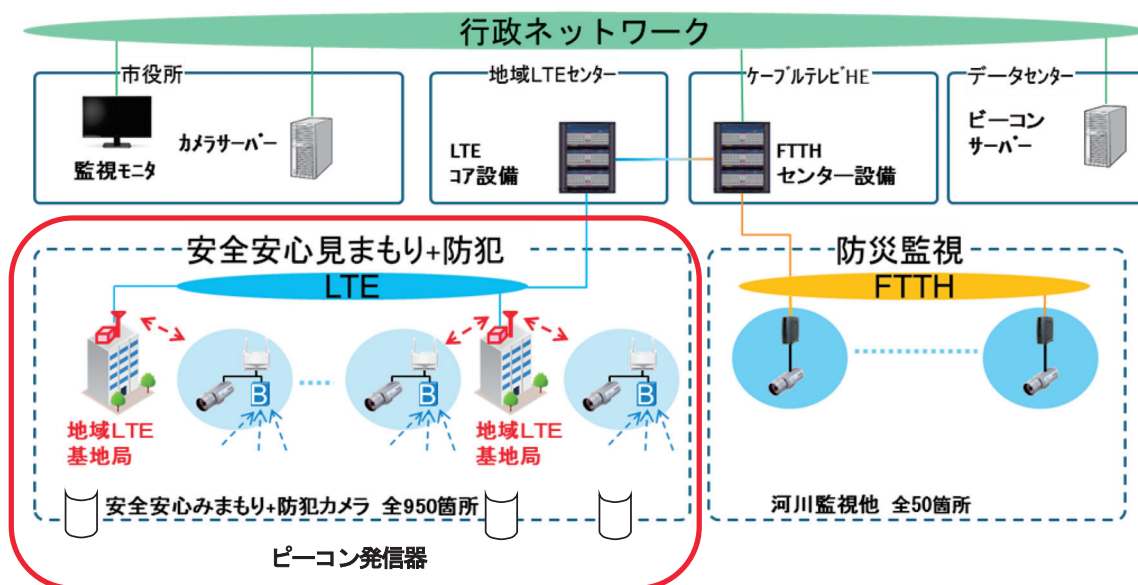 行政ネットワーク
市役所
監視モニタ
カメラサーバー
地域LTEセンター
LTE
コア設備
ケーブルテレビHE
FTTH
センター設備
データセンター
ビーコン
サーバー
安全安心見まもり+防犯
LTE
地域LTE
基地局
B
B
地域LTE
基地局
B
安全安心みまもり+防犯カメラ 全950箇所
ピーコン発信器
防災監視
FTTH
河川監視他 全50箇所